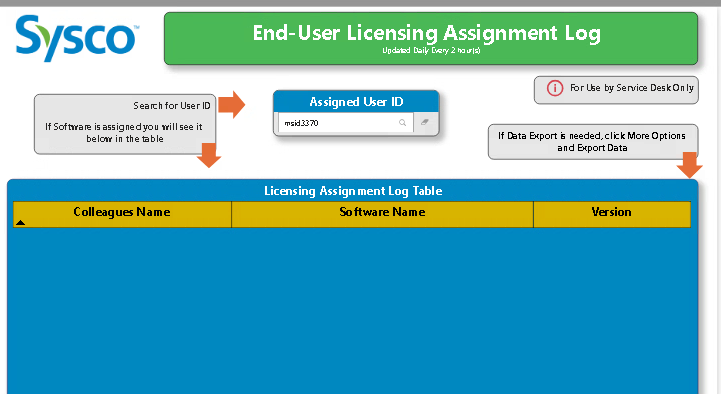 Sysco™
End-User Licensing Assignment Log
Updated Daily Every 2 hour(s)
For Use by Service Desk Only
Search for User ID
If Software is assigned you will see it
below in the table
Assigned User ID
msid3370
If Data Export is needed, click More Options
and Export Data
Licensing Assignment Log Table
Colleagues Name
Software Name
Version